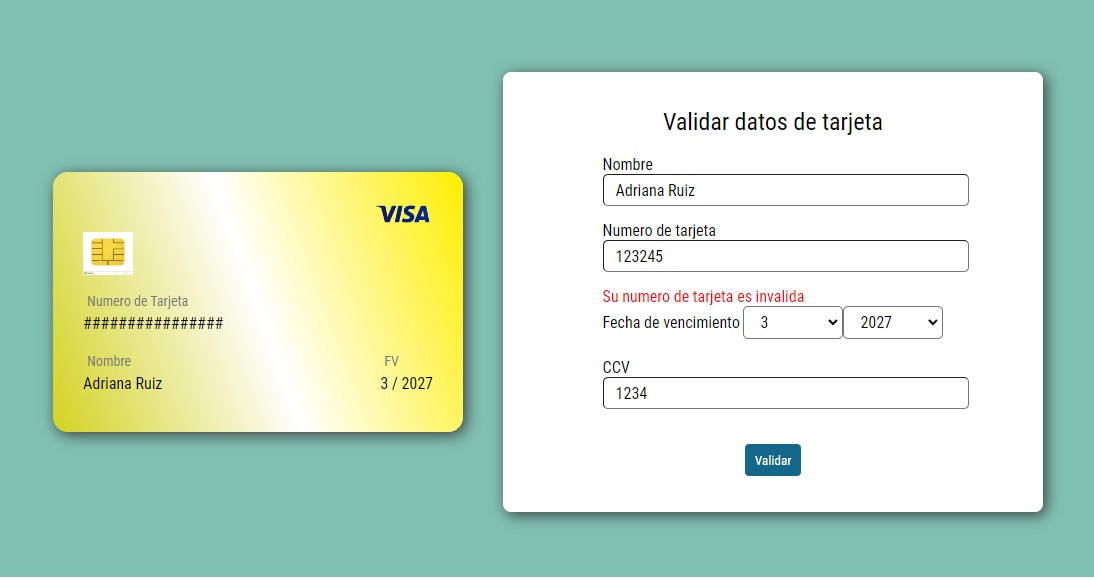 VISA
Numero de Tarjeta
################
Nombre
FV
Adriana Ruiz
3 / 2027
Validar datos de tarjeta
Nombre
Adriana Ruiz
Numero de tarjeta
123245
Su numero de tarjeta es invalida
Fecha de vencimiento 3 2027
CCV
1234
Validar